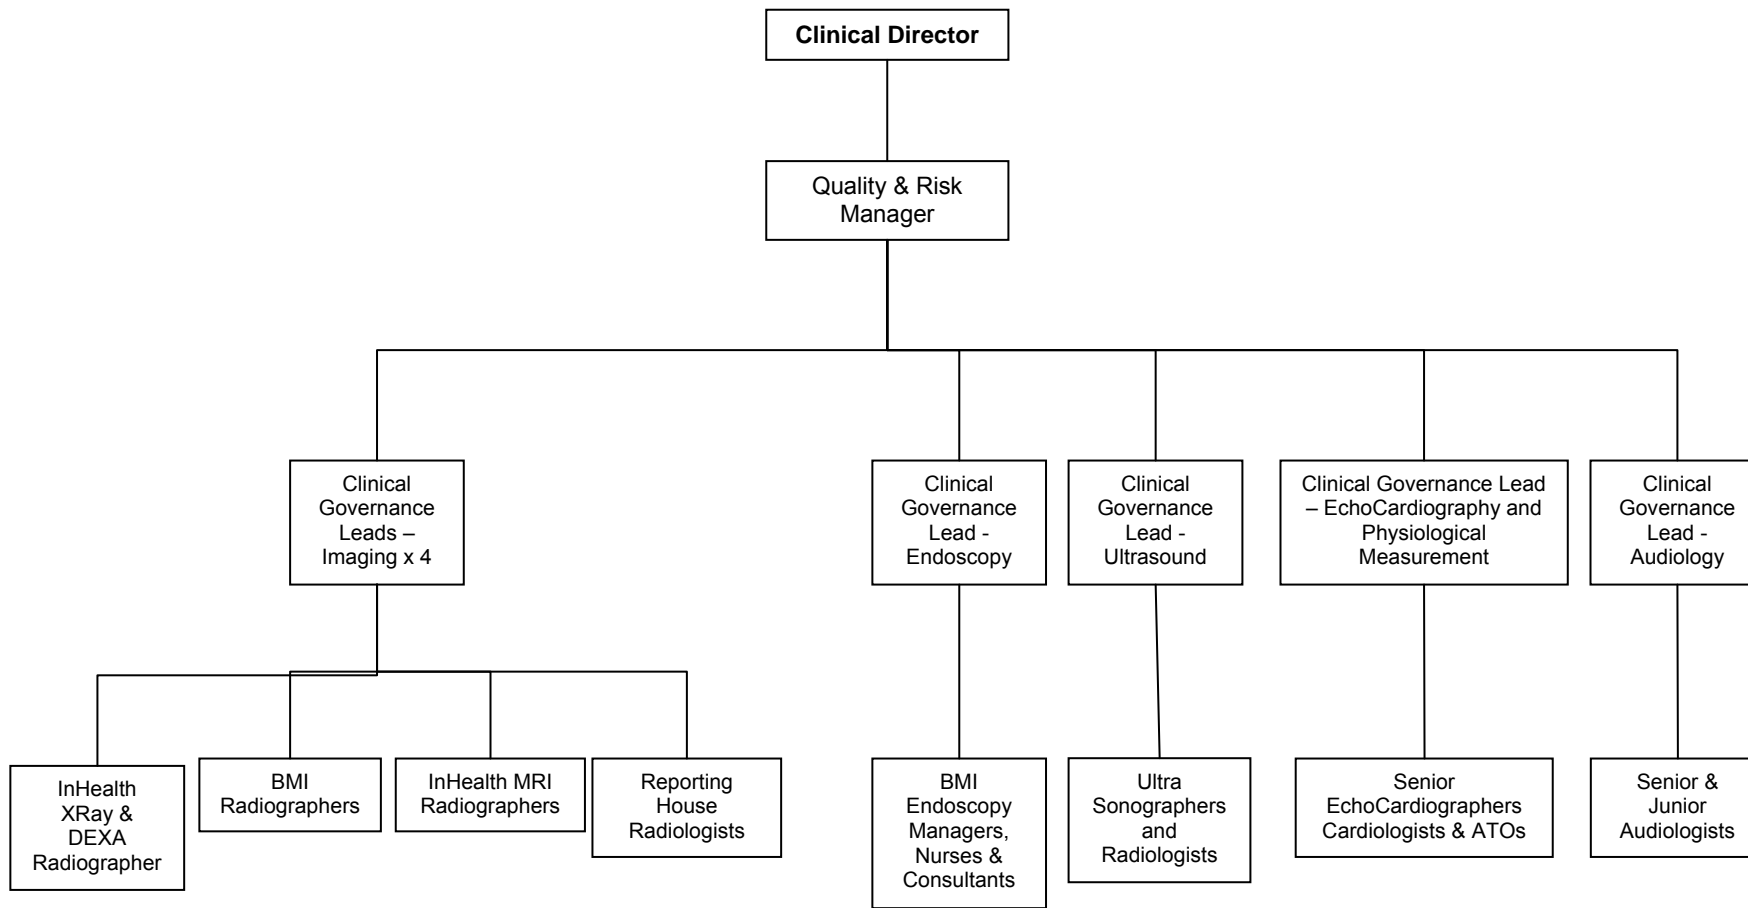 Clinical Director
Quality & Risk
Manager
Clinical
Governance
Leads –
Imaging x 4
Clinical
Governance
Lead -
Endoscopy
Clinical
Governance
Lead -
Ultrasound
Clinical Governance Lead
– EchoCardiography and
Physiological
Measurement
Clinical
Governance
Lead -
Audiology
InHealth
XRay &
DEXA
Radiographer
BMI
Radiographers
InHealth MRI
Radiographers
Reporting
House
Radiologists
BMI
Endoscopy
Managers,
Nurses &
Consultants
Ultra
Sonographers
and
Radiologists
Senior
EchoCardiographers
Cardiologists & ATOs
Senior &
Junior
Audiologists